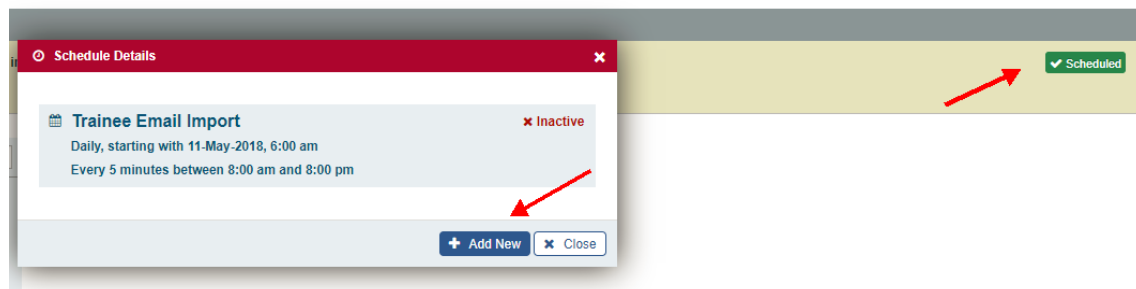 Schedule Details
Scheduled
Trainee Email Import
Inactive
Daily, starting with 11-May-2018, 6:00 am
Every 5 minutes between 8:00 am and 8:00 pm
Add New
Close